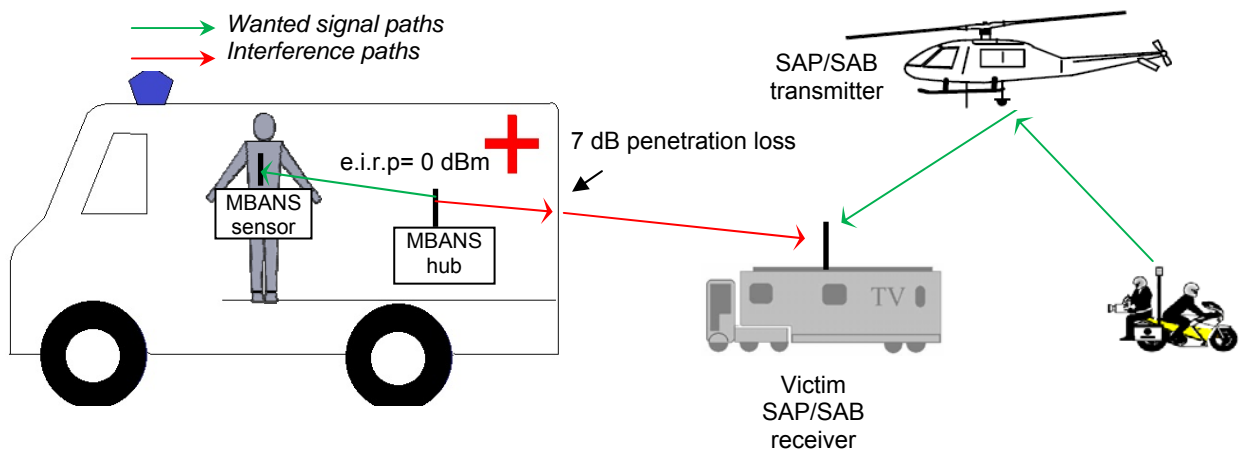 Wanted signal paths
Interference paths
SAP/SAB
transmitter
7 dB penetration loss
e.i.r.p= 0 dBm
MBANS
sensor
MBANS
hub
TV
Victim
SAP/SAB
receiver